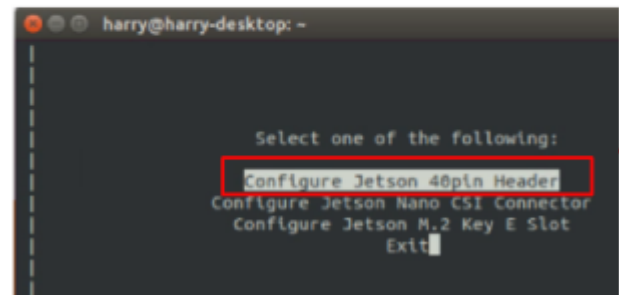 harry@harry-desktop: ~
Select one of the following:
Configure Jetson 40pin Header
Configure Jetson Nano CSI Connector
Configure Jetson M.2 Key E Slot
Exit